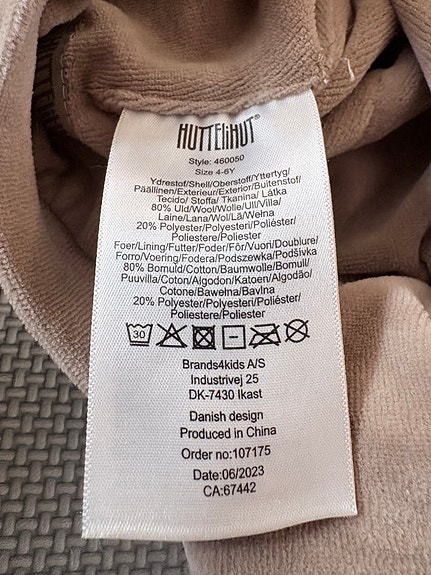 HUTTELiHUT®
Style: 460050
Size 4-6Y
Ydrestof/Shell/Oberstoff/Yttertyg/
Päällinen/Exterieur/Exterior/Buitenstof
Tecido/ Stoffa/ Tkanina/ Látka
80% Uld/Wool/Wolle/Ull/Villa/
Laine/Lana/Wol/Lã/Wełna
20% Polyester/Polyesteri/Poliéster/
Poliestere/Poliester
Foer/Lining/Futter/Foder/Fôr/Vuori/Doublure/
Forro/Voering/Fodera/Podszewka/Podšívka
80% Bomuld/Cotton/Baumwolle/Bomull/
Puuvilla/Coton/Algodon/Katoen/Algodão/
Cotone/Bawełna/Bavlna
20% Polyester/Polyesteri/Poliéster/
Poliestere/Poliester
30
Brands4kids A/S
Industrivej 25
DK-7430 Ikast
Danish design
Produced in China
Order no:107175
Date:06/2023
CA:67442